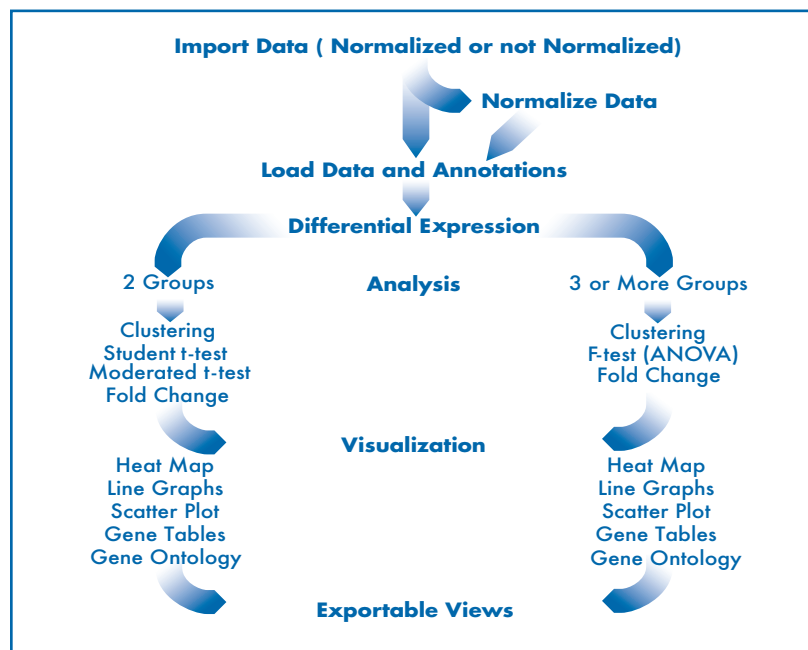 Import Data ( Normalized or not Normalized)
Normalize Data
Load Data and Annotations
Differential Expression
2 Groups
Analysis
3 or More Groups
Clustering
Student t-test
Moderated t-test
Fold Change
Clustering
F-test (ANOVA)
Fold Change
Visualization
Heat Map
Line Graphs
Scatter Plot
Gene Tables
Gene Ontology
Heat Map
Line Graphs
Scatter Plot
Gene Tables
Gene Ontology
Exportable Views